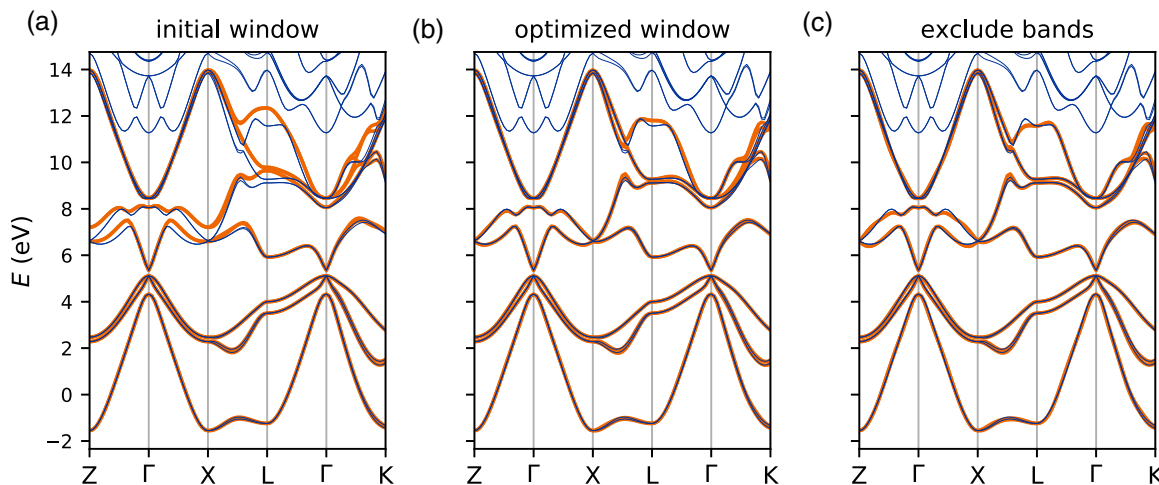 (a) initial window
(b) optimized window
(c) exclude bands
E (eV)
14
12
10
8
6
4
2
0
−2
Z Γ X L Γ K
Z Γ X L Γ K
Z Γ X L Γ K